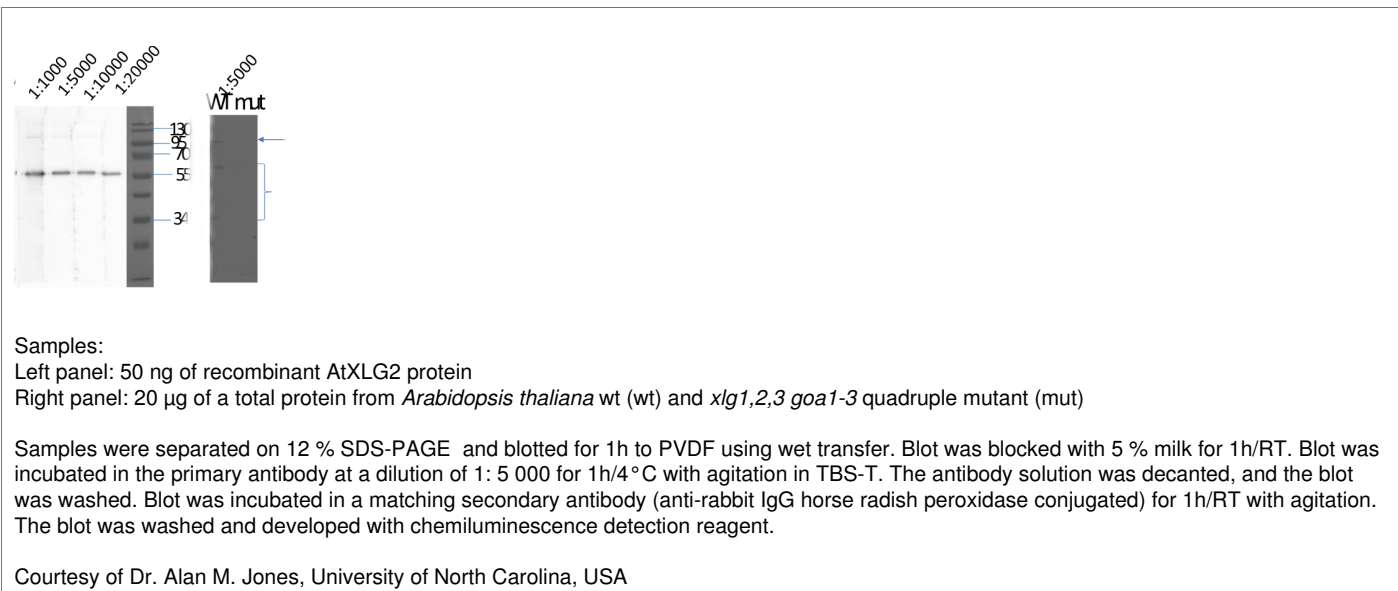 1:1000 1:5000 1:10000 1:20000
1:5000
WT mut
130
95
70
55
34
Samples:
Left panel: 50 ng of recombinant AtXLG2 protein
Right panel: 20 µg of a total protein from Arabidopsis thaliana wt (wt) and xlg1,2,3 goa1-3 quadruple mutant (mut)
Samples were separated on 12 % SDS-PAGE and blotted for 1h to PVDF using wet transfer. Blot was blocked with 5 % milk for 1h/RT. Blot was
incubated in the primary antibody at a dilution of 1: 5 000 for 1h/4°C with agitation in TBS-T. The antibody solution was decanted, and the blot
was washed. Blot was incubated in a matching secondary antibody (anti-rabbit IgG horse radish peroxidase conjugated) for 1h/RT with agitation.
The blot was washed and developed with chemiluminescence detection reagent.
Courtesy of Dr. Alan M. Jones, University of North Carolina, USA